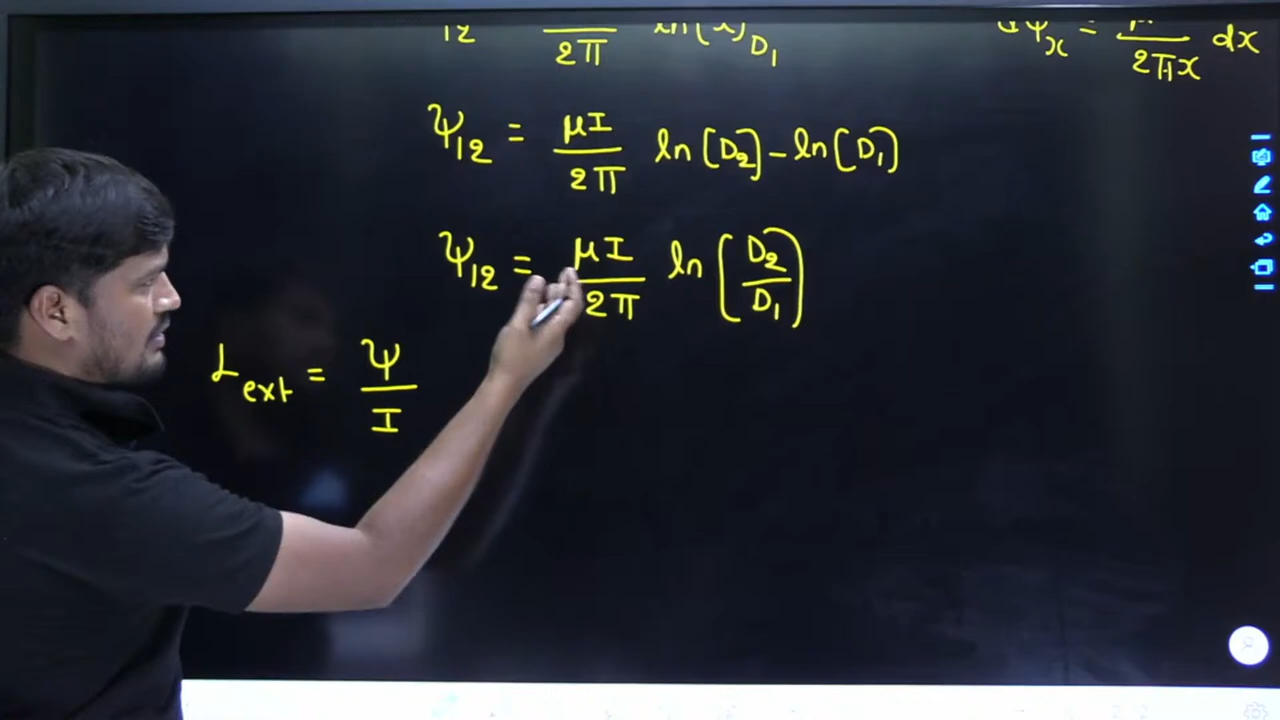 12 2π ln(x) D₁ dΨₓ = μ / 2πx dx
Ψ₁₂ = μI / 2π ln[D₂] - ln[D₁]
Ψ₁₂ = μI / 2π ln[D₂ / D₁]
L_ext = Ψ / I